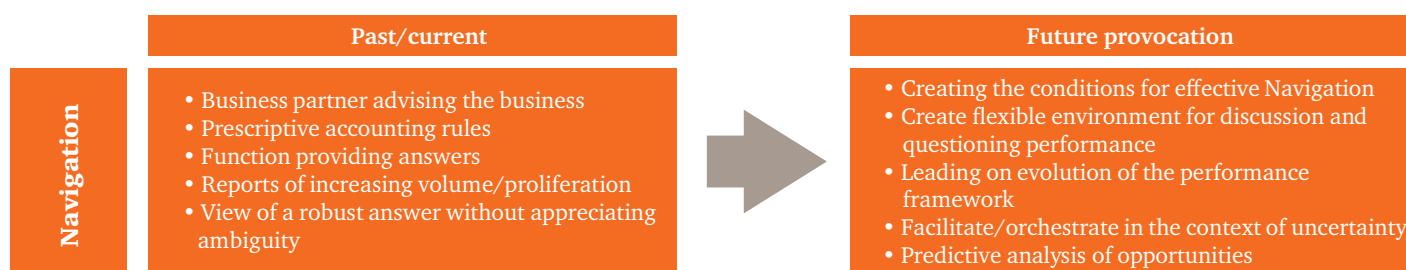 Past/current
Future provocation
Navigation
• Business partner advising the business
• Prescriptive accounting rules
• Function providing answers
• Reports of increasing volume/proliferation
• View of a robust answer without appreciating
ambiguity
• Creating the conditions for effective Navigation
• Create flexible environment for discussion and
questioning performance
• Leading on evolution of the performance
framework
• Facilitate/orchestrate in the context of uncertainty
• Predictive analysis of opportunities